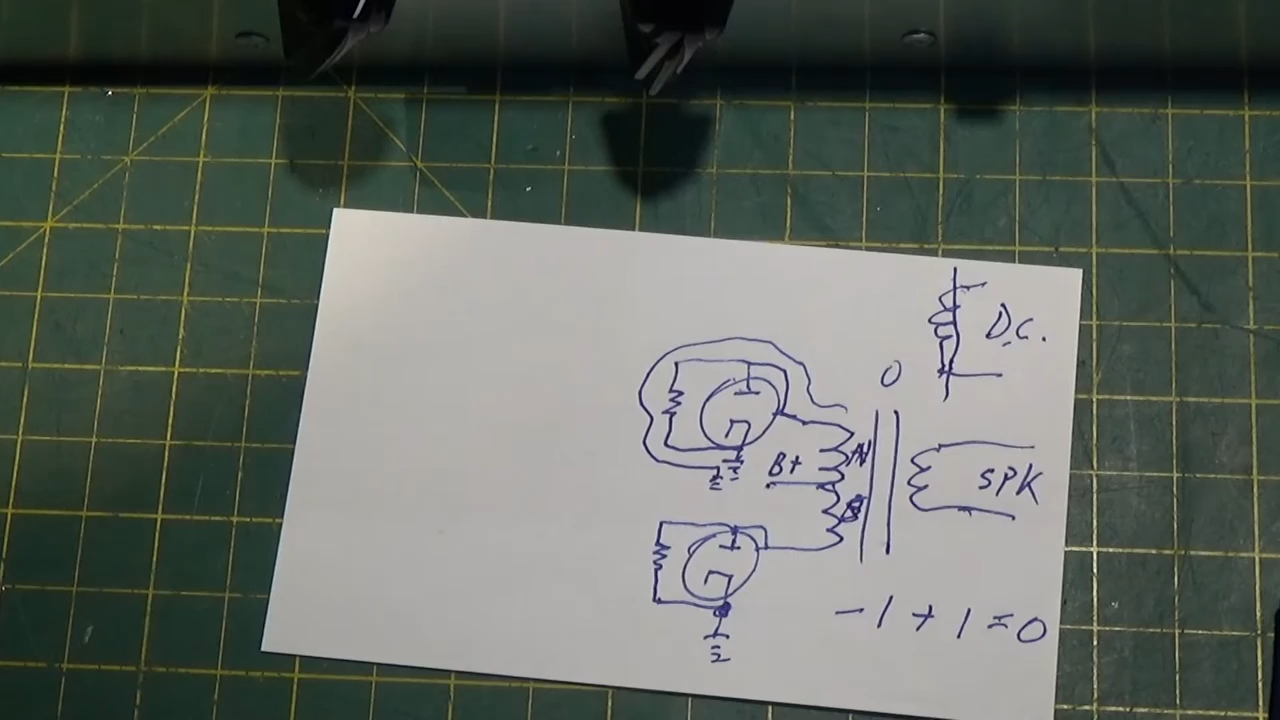 D.C.
0
B+
N
SPK
-1 + 1 = 0